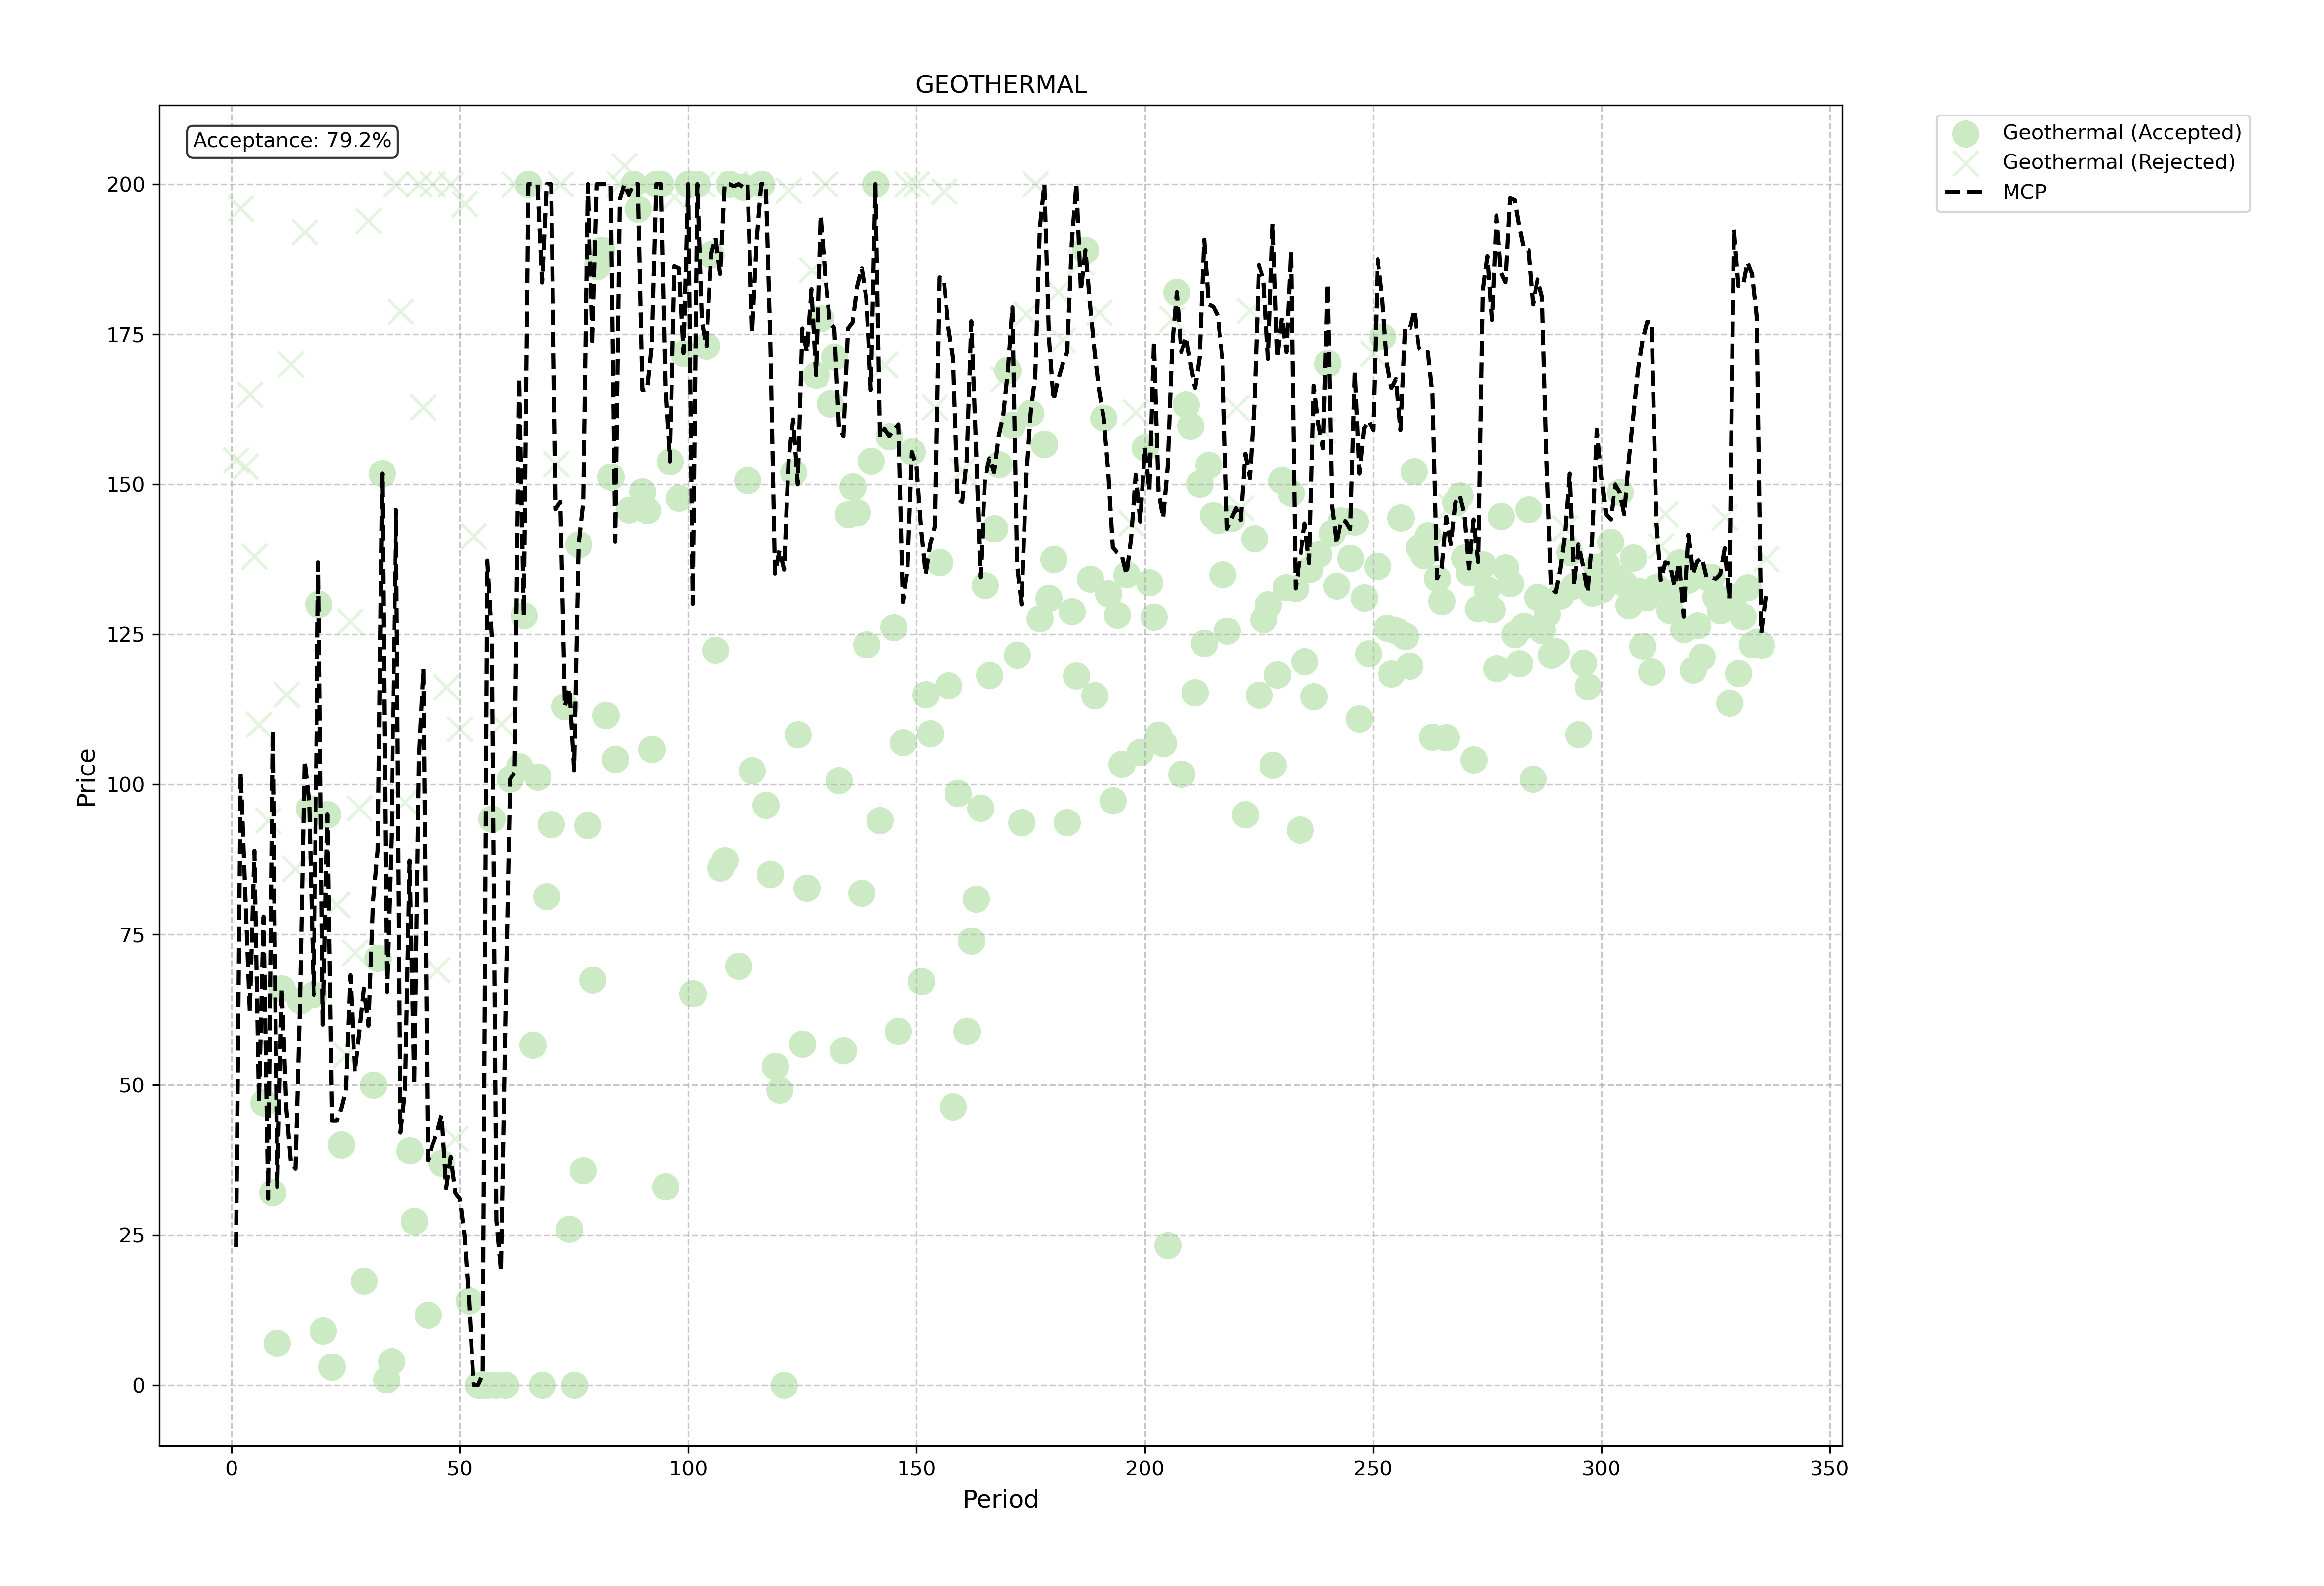 GEOTHERMAL
Acceptance: 79.2%
Geothermal (Accepted)
Geothermal (Rejected)
MCP
200
175
150
125
100
75
50
25
0
Price
0 50 100 150 200 250 300 350
Period